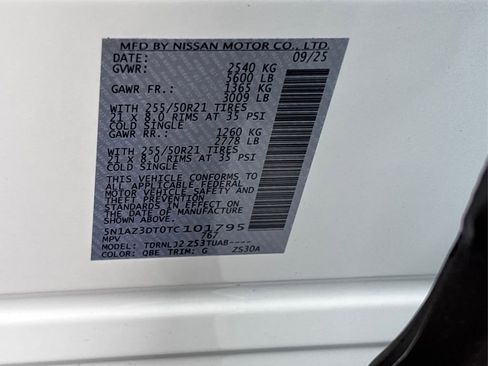 MFD BY NISSAN MOTOR CO., LTD.
DATE: 09/25
GVWR: 2540 KG
5600 LB
GAWR FR.: 1365 KG
3009 LB
WITH 255/50R21 TIRES
21 x 8.0 RIMS AT 35 PSI
COLD SINGLE
GAWR RR.: 1260 KG
2778 LB
WITH 255/50R21 TIRES
21 x 8.0 RIMS AT 35 PSI
COLD SINGLE
THIS VEHICLE CONFORMS TO
ALL APPLICABLE FEDERAL
MOTOR VEHICLE SAFETY AND
THEFT PREVENTION
STANDARDS IN EFFECT ON
THE DATE OF MANUFACTURE
SHOWN ABOVE.
5N1AZ3DT0TC101795
MPV 767
MODEL: TDRNLJ2 Z53TUAB----
COLOR: QBE TRIM: G Z530A